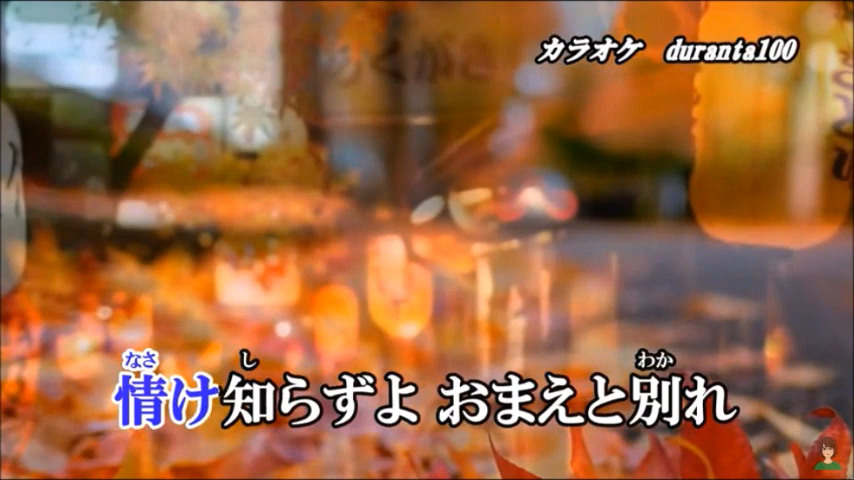 カラオケ duranta100
なさ し わか
情け知らずよ おまえと別れ